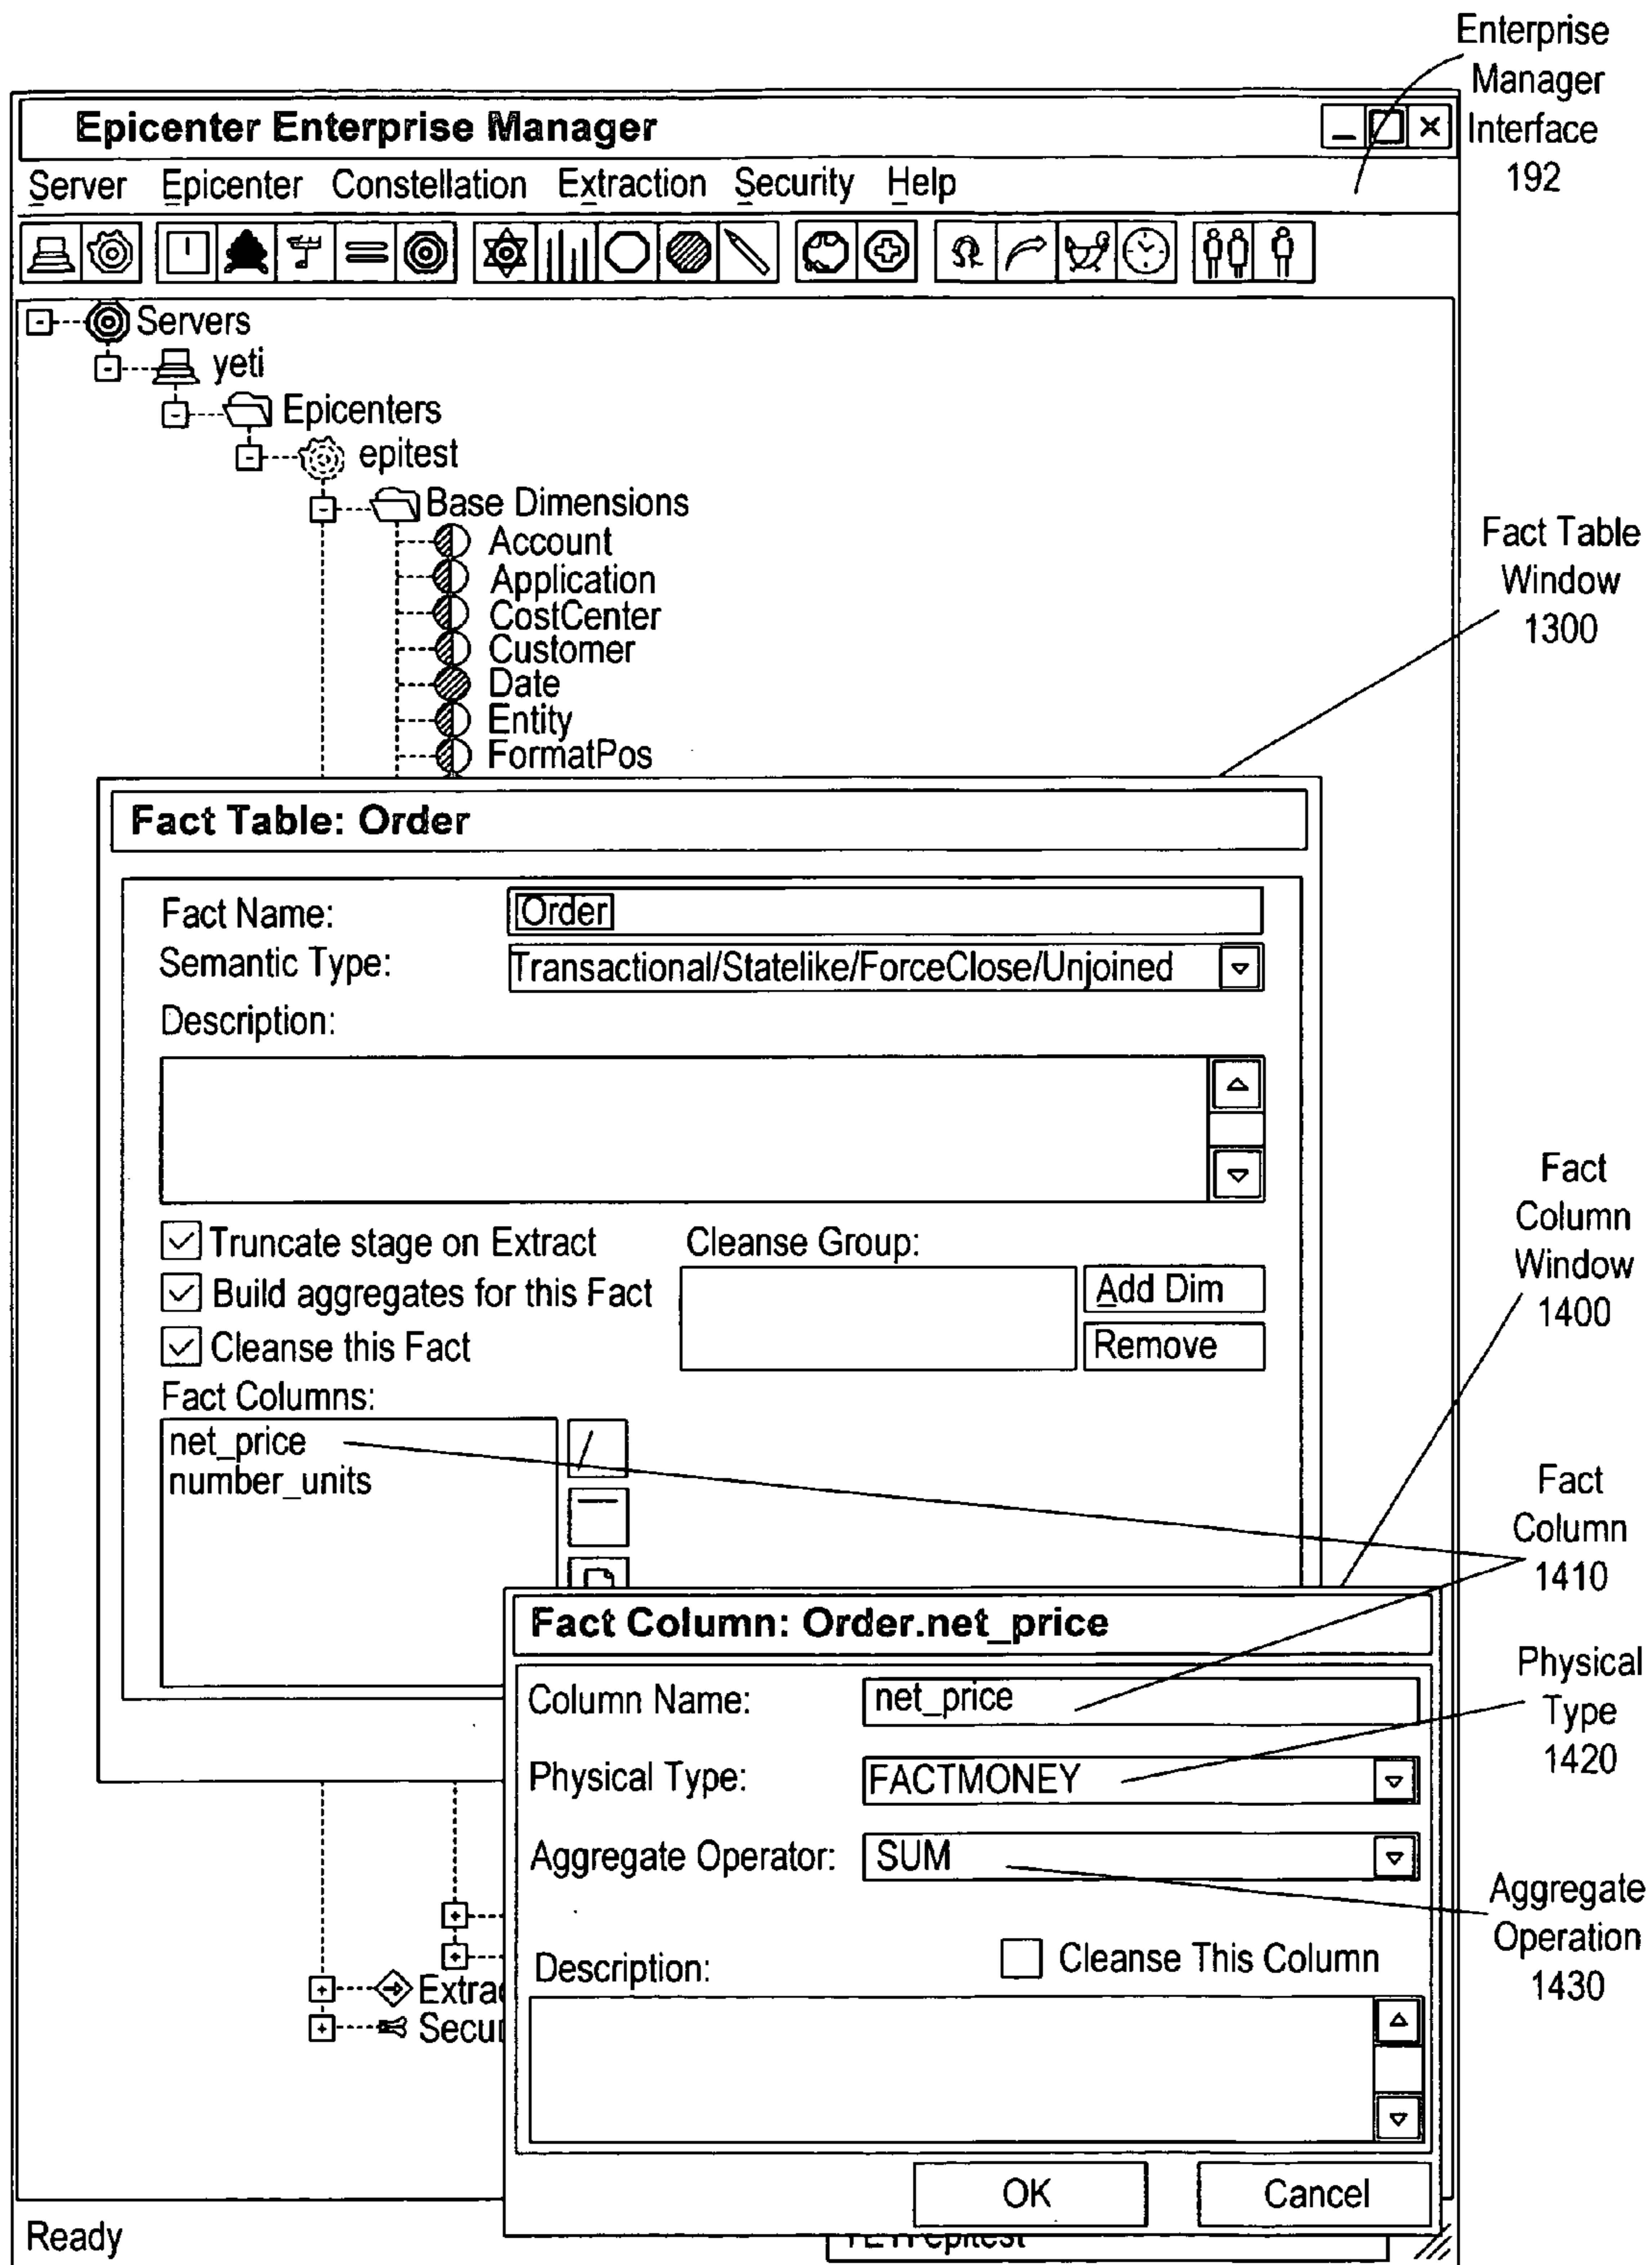 Enterprise
Manager
Interface
192
Epicenter Enterprise Manager
Server Epicenter Constellation Extraction Security Help
Servers
yeti
Epicenters
epitest
Base Dimensions
Account
Application
CostCenter
Customer
Date
Entity
FormatPos
Fact Table
Window
1300
Fact Table: Order
Fact Name: Order
Semantic Type: Transactional/Statelike/ForceClose/Unjoined
Description:
Truncate stage on Extract Cleanse Group:
Build aggregates for this Fact Add Dim
Cleanse this Fact Remove
Fact Columns:
net_price
number_units
Fact
Column
Window
1400
Fact
Column
1410
Fact Column: Order.net_price
Column Name: net_price
Physical Type: FACTMONEY
Aggregate Operator: SUM
Cleanse This Column
Description:
Physical
Type
1420
Aggregate
Operation
1430
Extra
Secu
OK Cancel
Ready
epitest